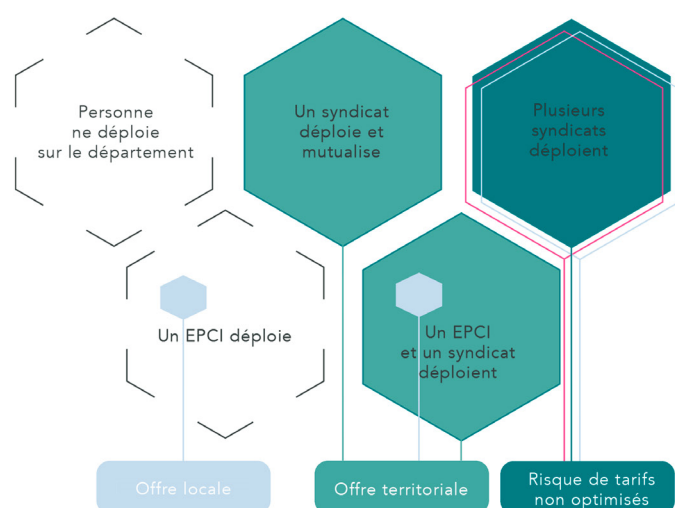 Personne
ne déploie
sur le département
Un syndicat
déploie et
mutualise
Plusieurs
syndicats
déploient
Un EPCI déploie
Un EPCI
et un syndicat
déploient
Offre locale
Offre territoriale
Risque de tarifs
non optimisés